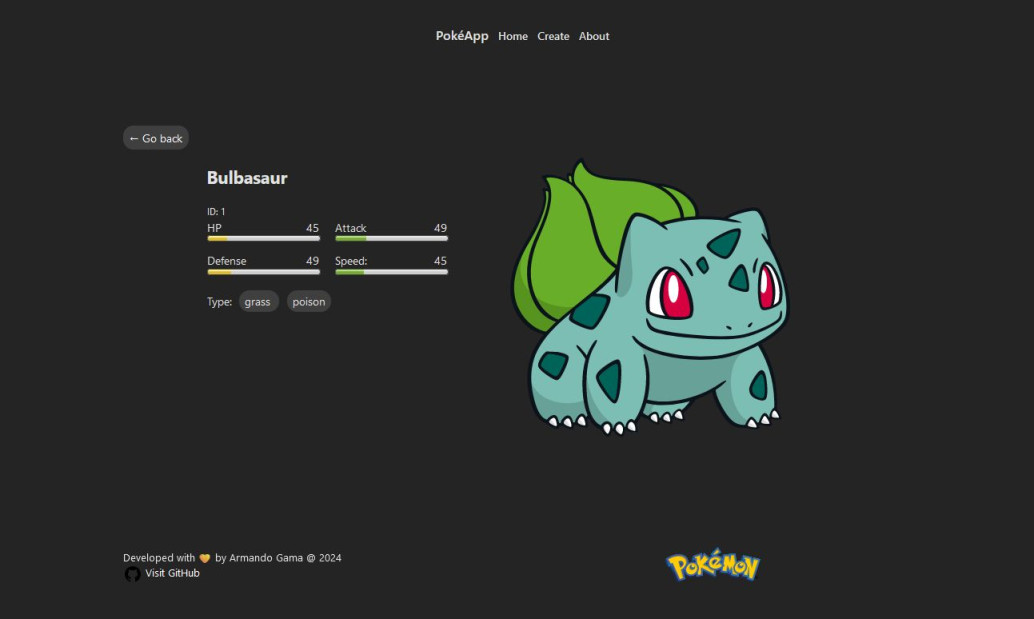 PokéApp Home Create About
← Go back
Bulbasaur
ID: 1
HP 45 Attack 49
Defense 49 Speed: 45
Type: grass poison
Developed with 🧡 by Armando Gama @ 2024
Visit GitHub
POKéMON